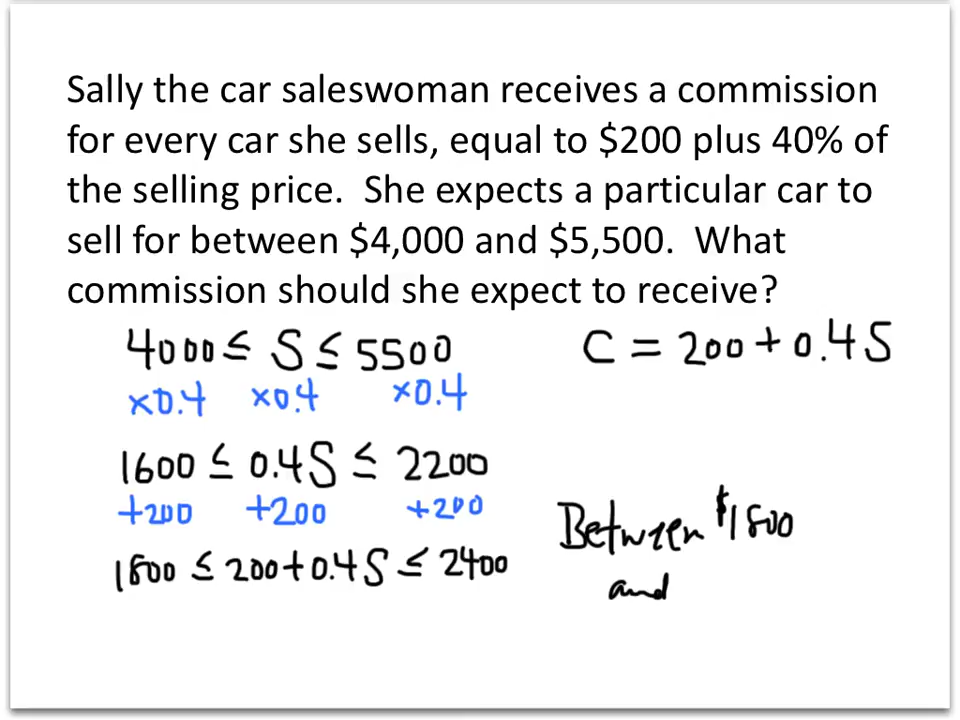 Sally the car saleswoman receives a commission
for every car she sells, equal to $200 plus 40% of
the selling price. She expects a particular car to
sell for between $4,000 and $5,500. What
commission should she expect to receive?
4000 ≤ S ≤ 5500
C = 200 + 0.4S
×0.4 ×0.4 ×0.4
1600 ≤ 0.4S ≤ 2200
+200 +200 +200
1800 ≤ 200 + 0.4S ≤ 2400
Between $1800
and